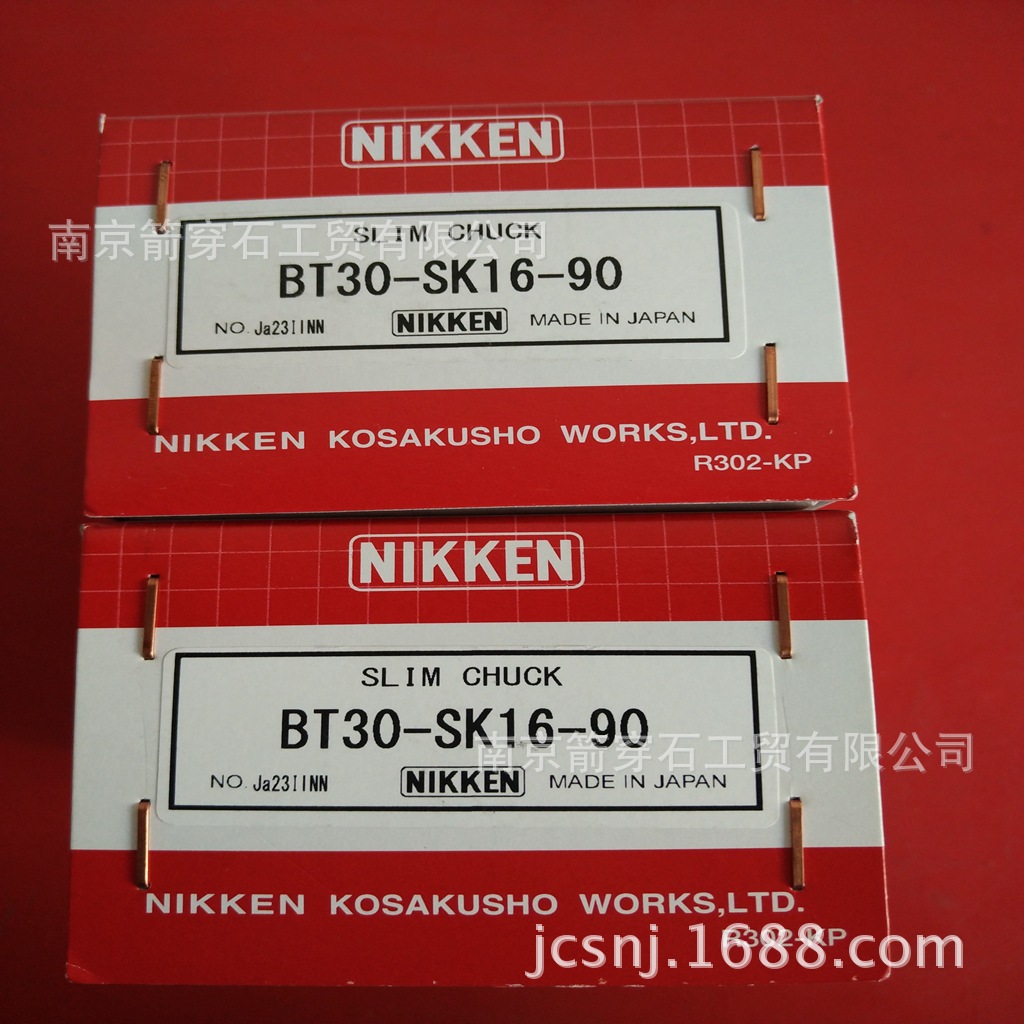 NIKKEN
南京箭穿石工贸有限公司
SLIM CHUCK
BT30-SK16-90
NO. Ja23IINN NIKKEN MADE IN JAPAN
NIKKEN KOSAKUSHO WORKS,LTD.
R302-KP
NIKKEN
SLIM CHUCK
BT30-SK16-90
南京箭穿石工贸有限公司
NO. Ja23IINN NIKKEN MADE IN JAPAN
NIKKEN KOSAKUSHO WORKS,LTD.
R302-KP
jcsnj.1688.com